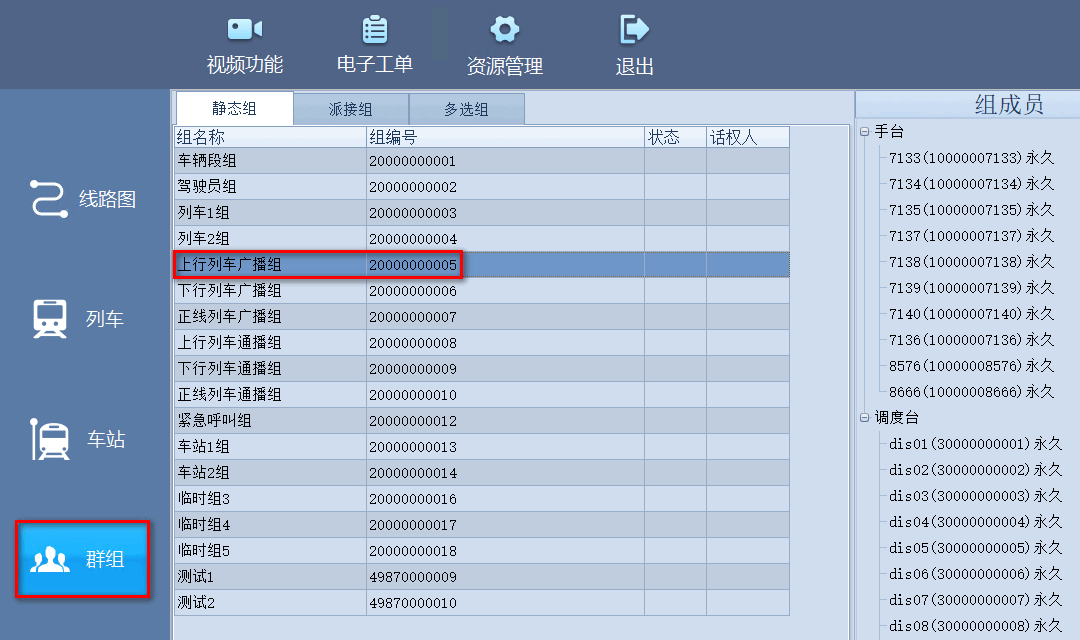 视频功能 电子工单 资源管理 退出
线路图
列车
车站
群组
静态组 派接组 多选组
组名称 组编号 状态 话权人
车辆段组 20000000001
驾驶员组 20000000002
列车1组 20000000003
列车2组 20000000004
上行列车广播组 20000000005
下行列车广播组 20000000006
正线列车广播组 20000000007
上行列车通播组 20000000008
下行列车通播组 20000000009
正线列车通播组 20000000010
紧急呼叫组 20000000012
车站1组 20000000013
车站2组 20000000014
临时组3 20000000016
临时组4 20000000017
临时组5 20000000018
测试1 49870000009
测试2 49870000010
组成员
手台
7133(10000007133)永久
7134(10000007134)永久
7135(10000007135)永久
7137(10000007137)永久
7138(10000007138)永久
7139(10000007139)永久
7140(10000007140)永久
7136(10000007136)永久
8576(10000008576)永久
8666(10000008666)永久
调度台
dis01(30000000001)永久
dis02(30000000002)永久
dis03(30000000003)永久
dis04(30000000004)永久
dis05(30000000005)永久
dis06(30000000006)永久
dis07(30000000007)永久
dis08(30000000008)永久